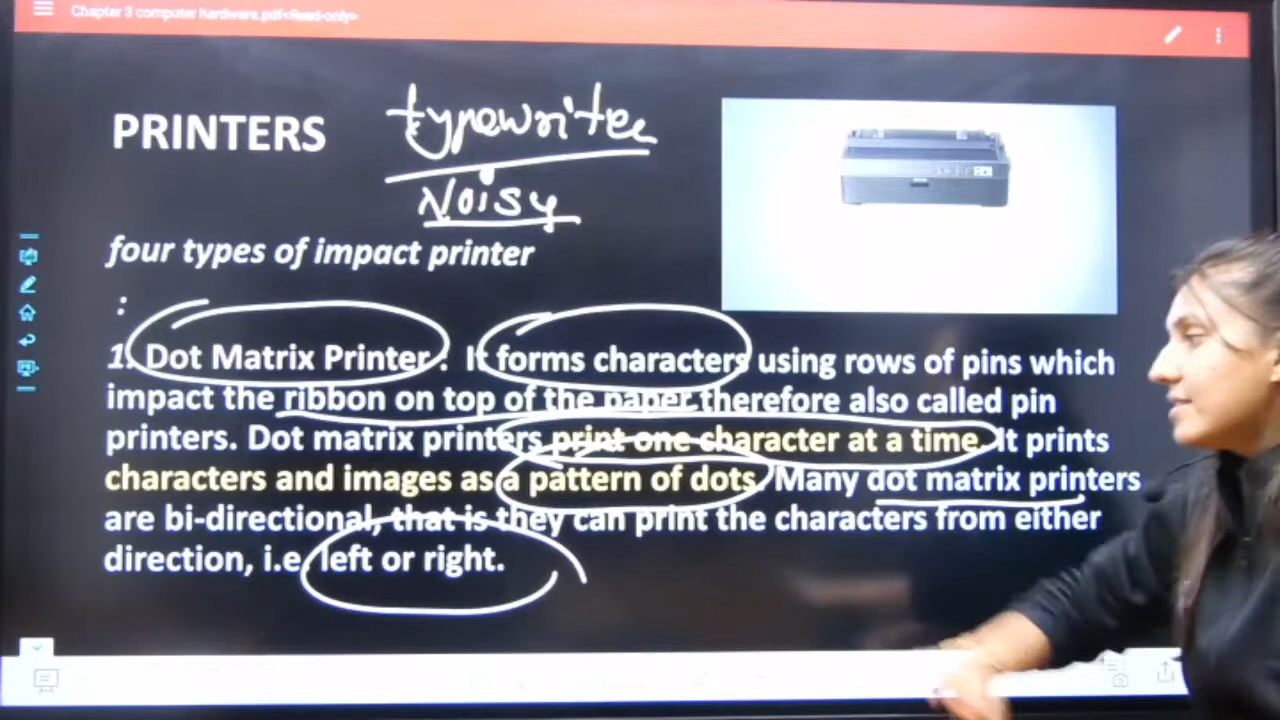 Chapter 3 computer hardware.pdf<Read-only>
PRINTERS
typewriter
Noisy
four types of impact printer
:
1. Dot Matrix Printer : It forms characters using rows of pins which
impact the ribbon on top of the paper therefore also called pin
printers. Dot matrix printers print one character at a time. It prints
characters and images as a pattern of dots. Many dot matrix printers
are bi-directional, that is they can print the characters from either
direction, i.e. left or right.